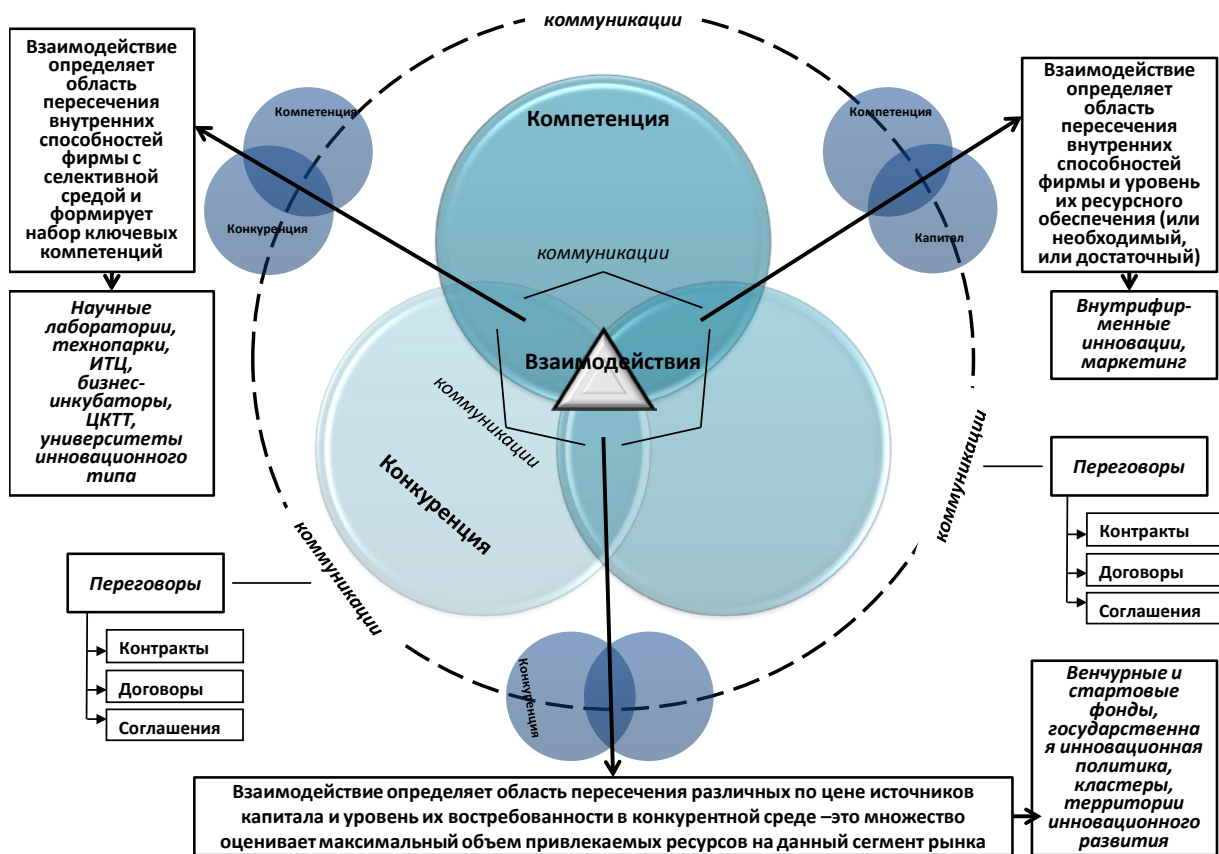 коммуникации
Взаимодействие
определяет
область
пересечения
внутренних
способностей
фирмы с
селективной
средой и
формирует
набор ключевых
компетенций
Научные
лаборатории,
технопарки,
ИТЦ,
бизнес-
инкубаторы,
ЦКТТ,
университеты
инновационного
типа
Компетенция
Конкуренция
Компетенция
коммуникации
Взаимодействия
коммуникации
Конкуренция
Компетенция
Капитал
Взаимодействие
определяет
область
пересечения
внутренних
способностей
фирмы и уровень
их ресурсного
обеспечения (или
необходимый,
или достаточный)
Внутрифир-
менные
инновации,
маркетинг
коммуникации
Переговоры
Контракты
Договоры
Соглашения
коммуникации
Переговоры
Контракты
Договоры
Соглашения
Конкуренция
Взаимодействие определяет область пересечения различных по цене источников
капитала и уровень их востребованности в конкурентной среде –это множество
оценивает максимальный объем привлекаемых ресурсов на данный сегмент рынка
Венчурные и
стартовые
фонды,
государственна
я инновационная
политика,
кластеры,
территории
инновационного
развития